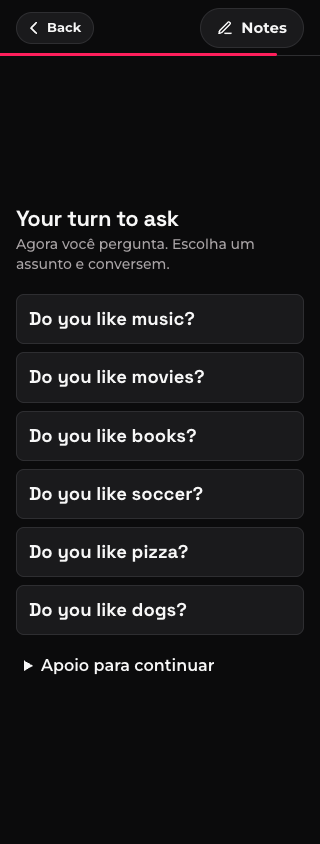 Back
Notes
Your turn to ask
Agora você pergunta. Escolha um
assunto e conversem.
Do you like music?
Do you like movies?
Do you like books?
Do you like soccer?
Do you like pizza?
Do you like dogs?
Apoio para continuar